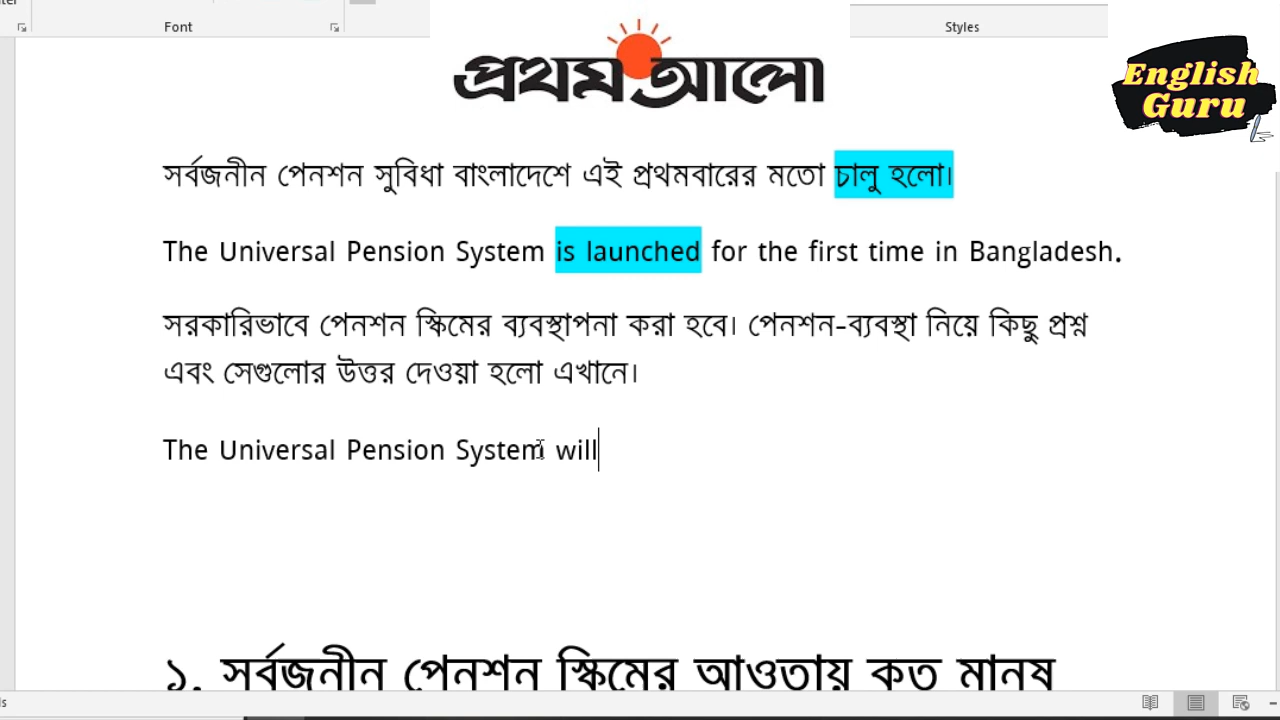 Font
Styles
প্রথম আলো
English
Guru
সর্বজনীন পেনশন সুবিধা বাংলাদেশে এই প্রথমবারের মতো চালু হলো।
The Universal Pension System is launched for the first time in Bangladesh.
সরকারিভাবে পেনশন স্কিমের ব্যবস্থাপনা করা হবে। পেনশন-ব্যবস্থা নিয়ে কিছু প্রশ্ন
এবং সেগুলোর উত্তর দেওয়া হলো এখানে।
The Universal Pension System will
১. সর্বজনীন পেনশন স্কিমের আওতায় কত মানুষ